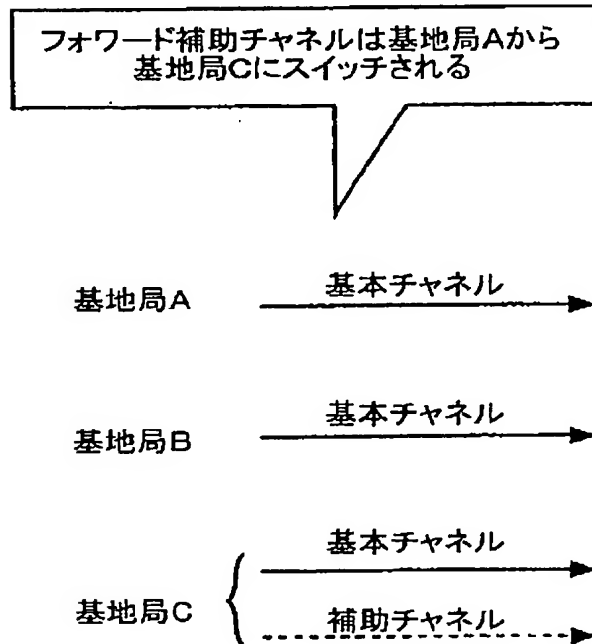 フォワード補助チャネルは基地局Aから
基地局Cにスイッチされる
基地局A
基本チャネル
基地局B
基本チャネル
基地局C
基本チャネル
補助チャネル